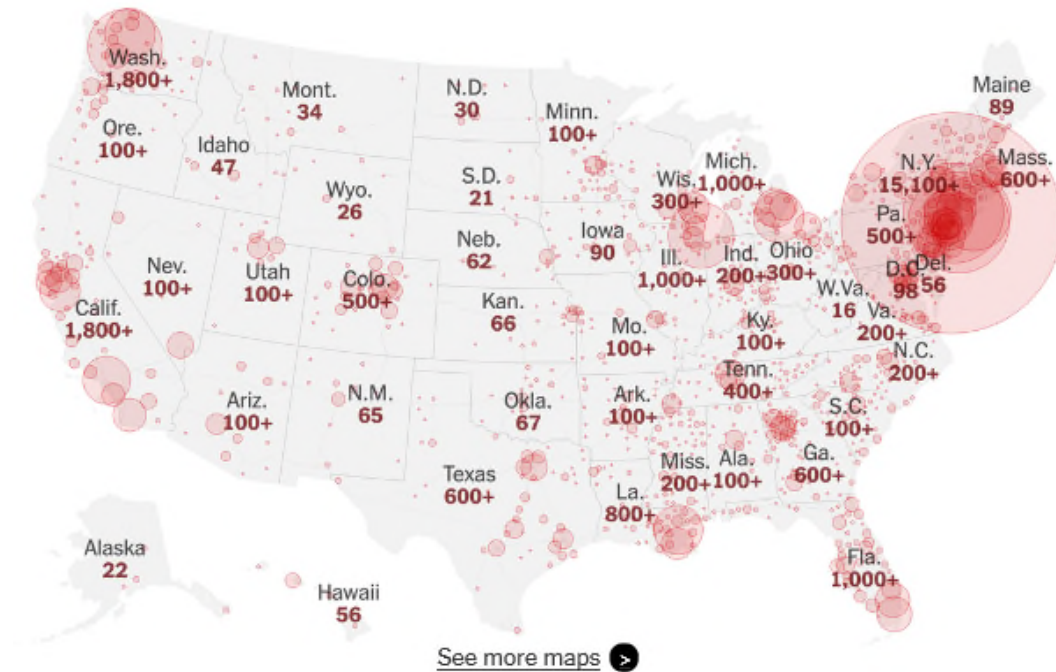 Wash.
1,800+
Mont.
34
N.D.
30
Minn.
100+
Maine
89
Ore.
100+
Idaho
47
Wyo.
26
S.D.
21
Wis.
300+
Mich.
1,000+
N.Y.
15,100+
Mass.
600+
Neb.
62
Iowa
90
Ill.
1,000+
Ind.
200+
Ohio
300+
Pa.
500+
Nev.
100+
Utah
100+
Colo.
500+
Calif.
1,800+
Kan.
66
Mo.
100+
Ky.
100+
W.Va.
16
D.C.
98
Del.
56
Va.
200+
Ariz.
100+
N.M.
65
Okla.
67
Ark.
100+
Tenn.
400+
N.C.
200+
S.C.
100+
Texas
600+
La.
800+
Miss.
200+
Ala.
100+
Ga.
600+
Alaska
22
Hawaii
56
Fla.
1,000+
See more maps >